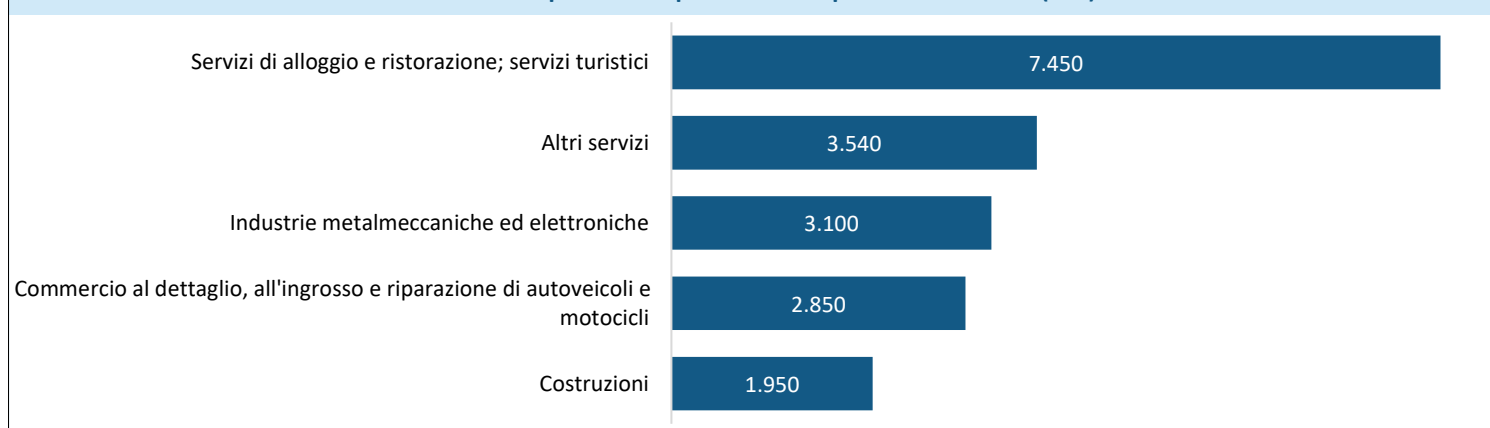 Servizi di alloggio e ristorazione; servizi turistici
7.450
Altri servizi
3.540
Industrie metalmeccaniche ed elettroniche
3.100
Commercio al dettaglio, all'ingrosso e riparazione di autoveicoli e
motocicli
2.850
Costruzioni
1.950